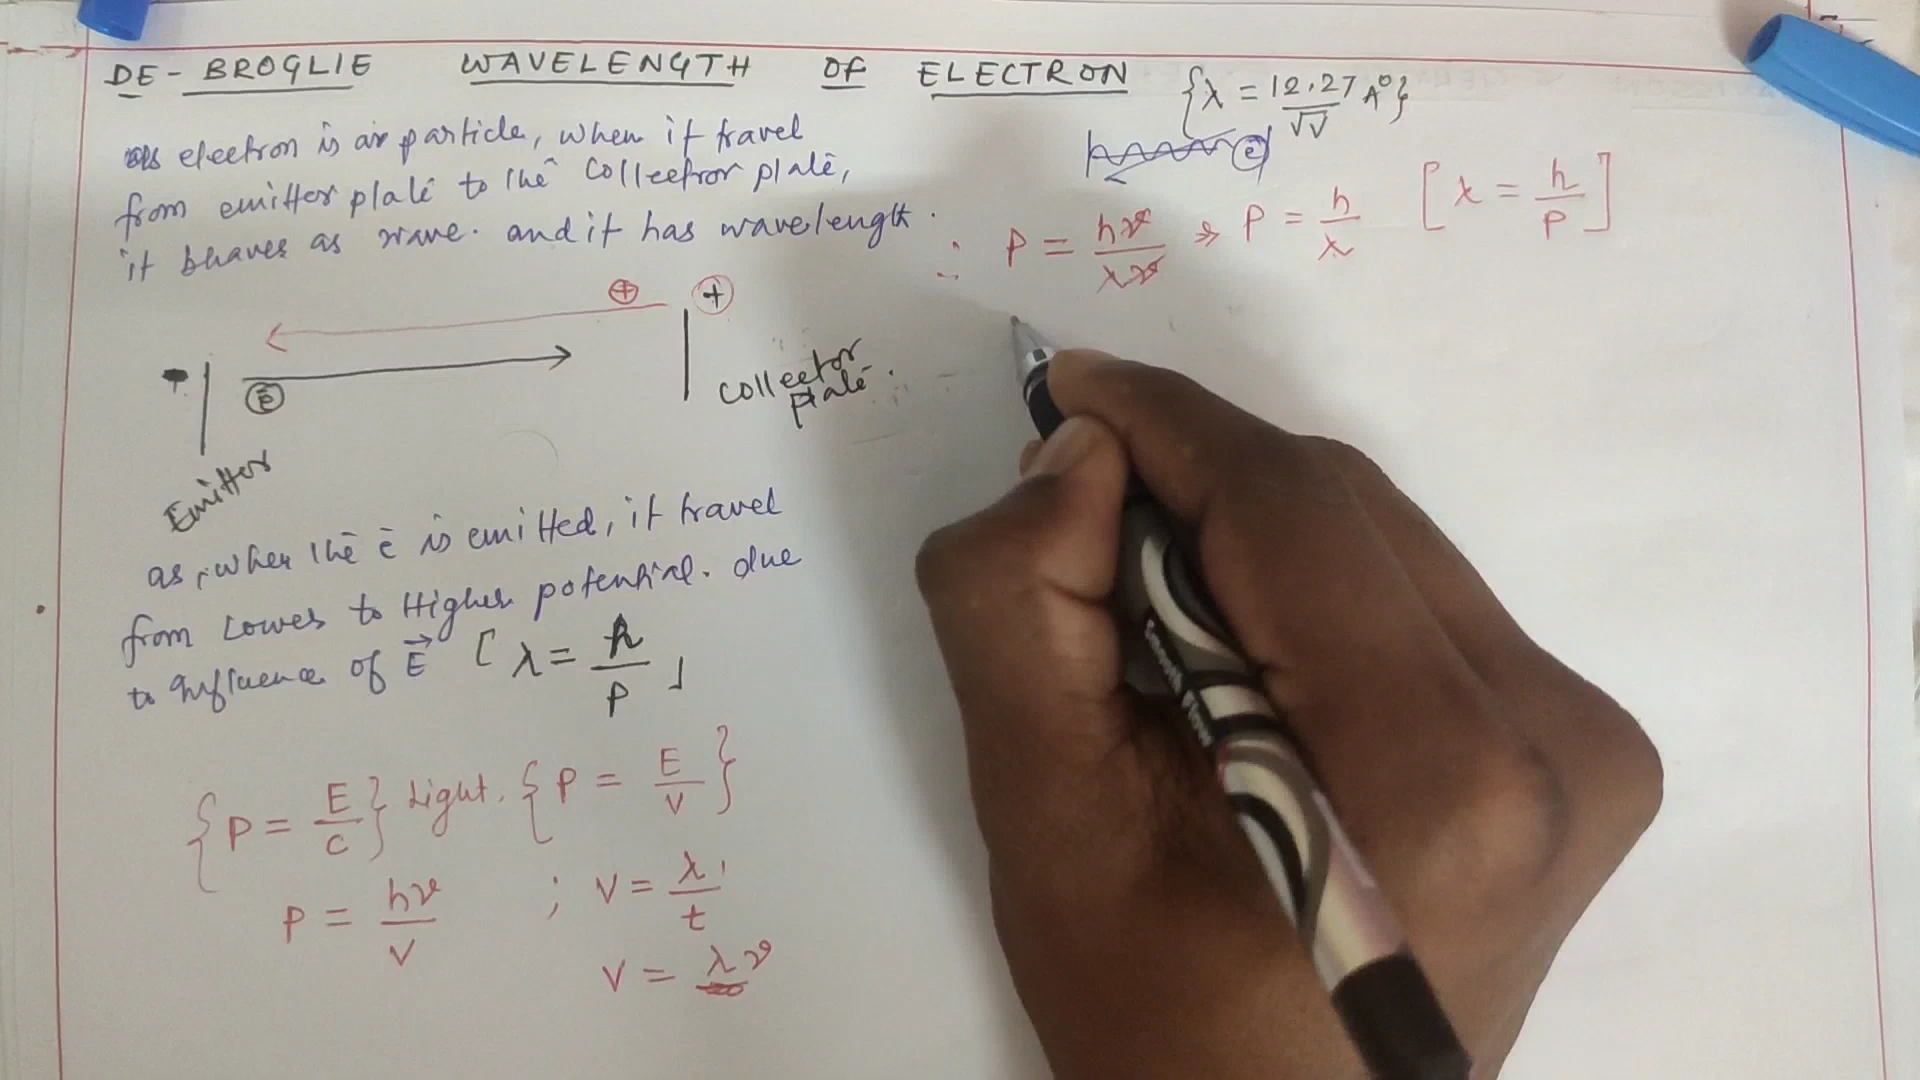 DE-BROGLIE WAVELENGTH OF ELECTRON {λ = 12.27/√V A°}
electron is a particle, when it travel
from emitter plate to the collector plate,
it bhaves as wave. and it has wavelength.
ē
∴ P = hν/λν ⇒ P = h/λ [λ = h/P]
+ +
ē
Collector
plate.
Emitter
as, when the ē is emitted, it travel
from Lower to Higher potential. due
to influence of E⃗ [λ = h/P]
{P = E/C} Light. {P = E/V}
P = hν/V ; V = λ/t
V = λν